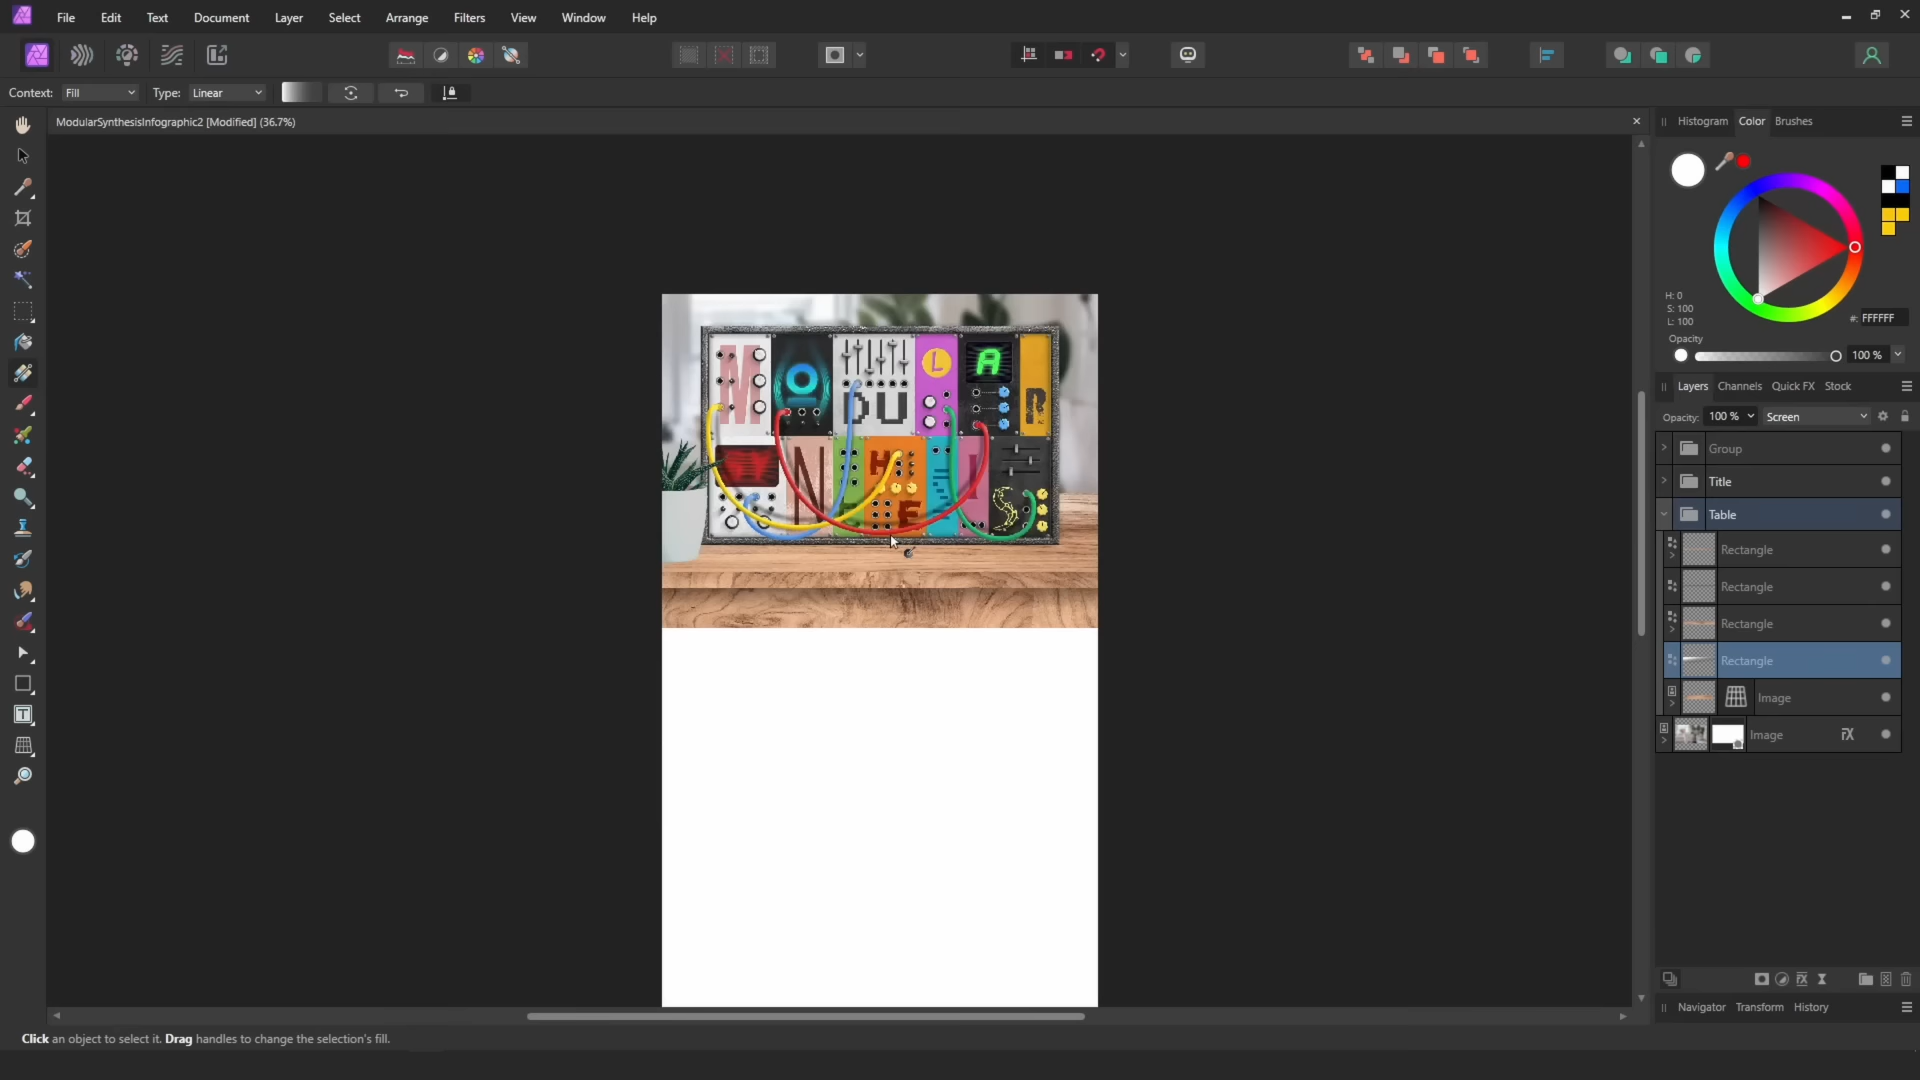 File Edit Text Document Layer Select Arrange Filters View Window Help
Context: Fill Type: Linear
ModularSynthesisInfographic2 [Modified] (36.7%)
Histogram Color Brushes
H: 0
S: 100
L: 100
#: FFFFFF
Opacity
100 %
Layers Channels Quick FX Stock
Opacity: 100 % Screen
Group
Title
Table
Rectangle
Rectangle
Rectangle
Rectangle
Image
Image
M O DU L A R
SY N T H E S I S
Navigator Transform History
Click an object to select it. Drag handles to change the selection's fill.